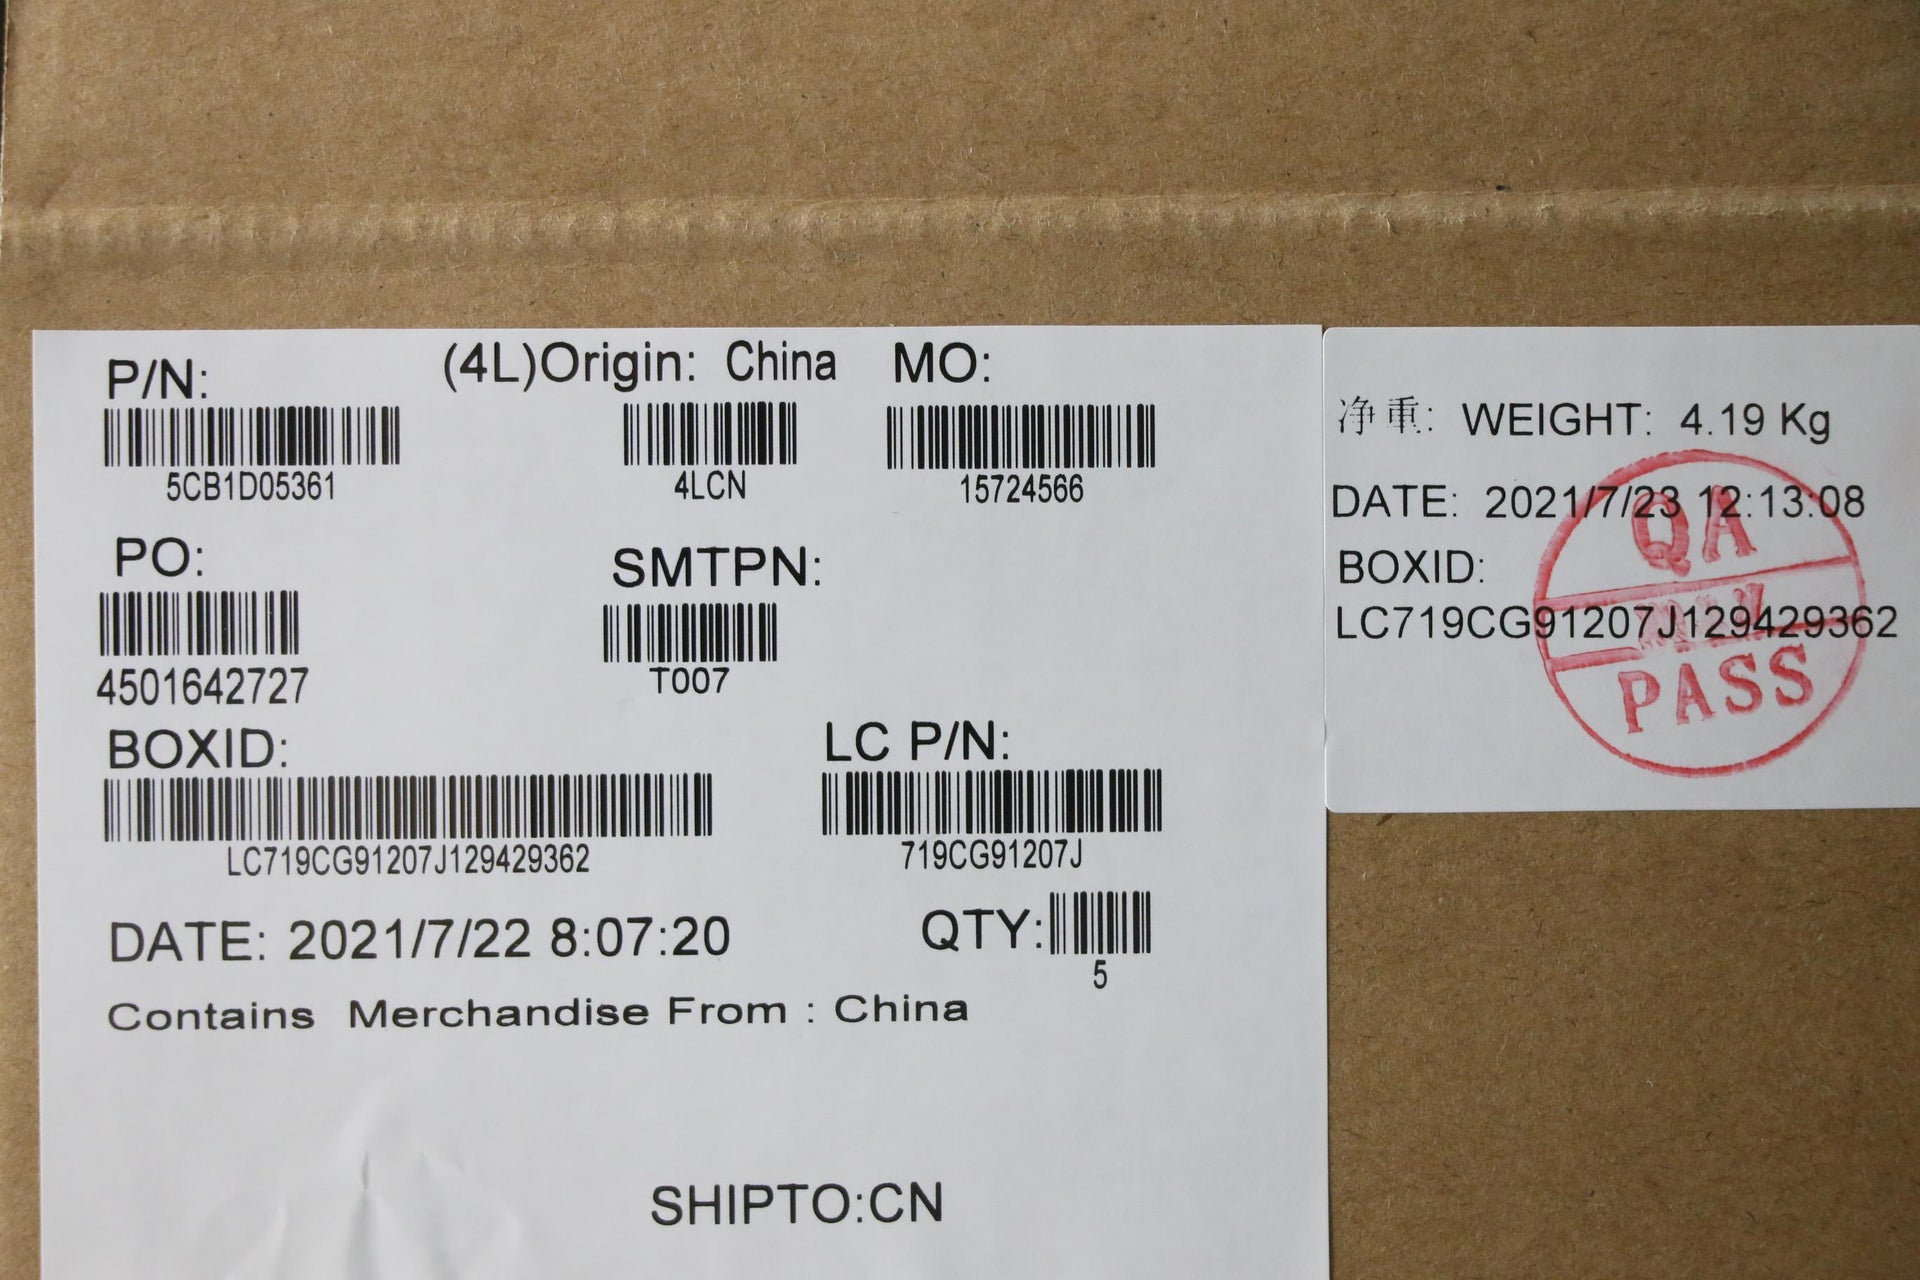 P/N: (4L)Origin: China MO:
5CB1D05361 4LCN 15724566
PO: SMTPN:
4501642727 T007
BOXID: LC P/N:
LC719CG91207J129429362 719CG91207J
DATE: 2021/7/22 8:07:20 QTY:
5
Contains Merchandise From : China
SHIPTO:CN
净重: WEIGHT: 4.19 Kg
DATE: 2021/7/23 12:13:08
BOXID:
LC719CG91207J129429362
QA
PASS